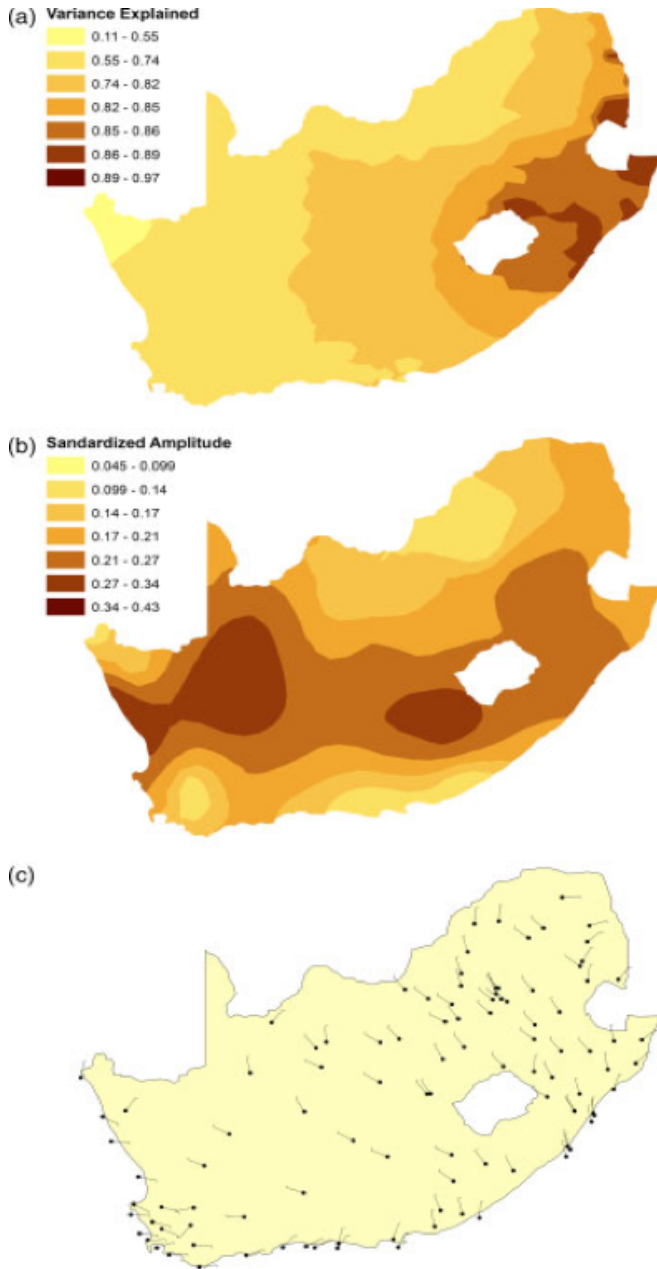 (a)
Variance Explained
0.11 - 0.55
0.55 - 0.74
0.74 - 0.82
0.82 - 0.85
0.85 - 0.86
0.86 - 0.89
0.89 - 0.97
(b)
Sandardized Amplitude
0.045 - 0.099
0.099 - 0.14
0.14 - 0.17
0.17 - 0.21
0.21 - 0.27
0.27 - 0.34
0.34 - 0.43
(c)